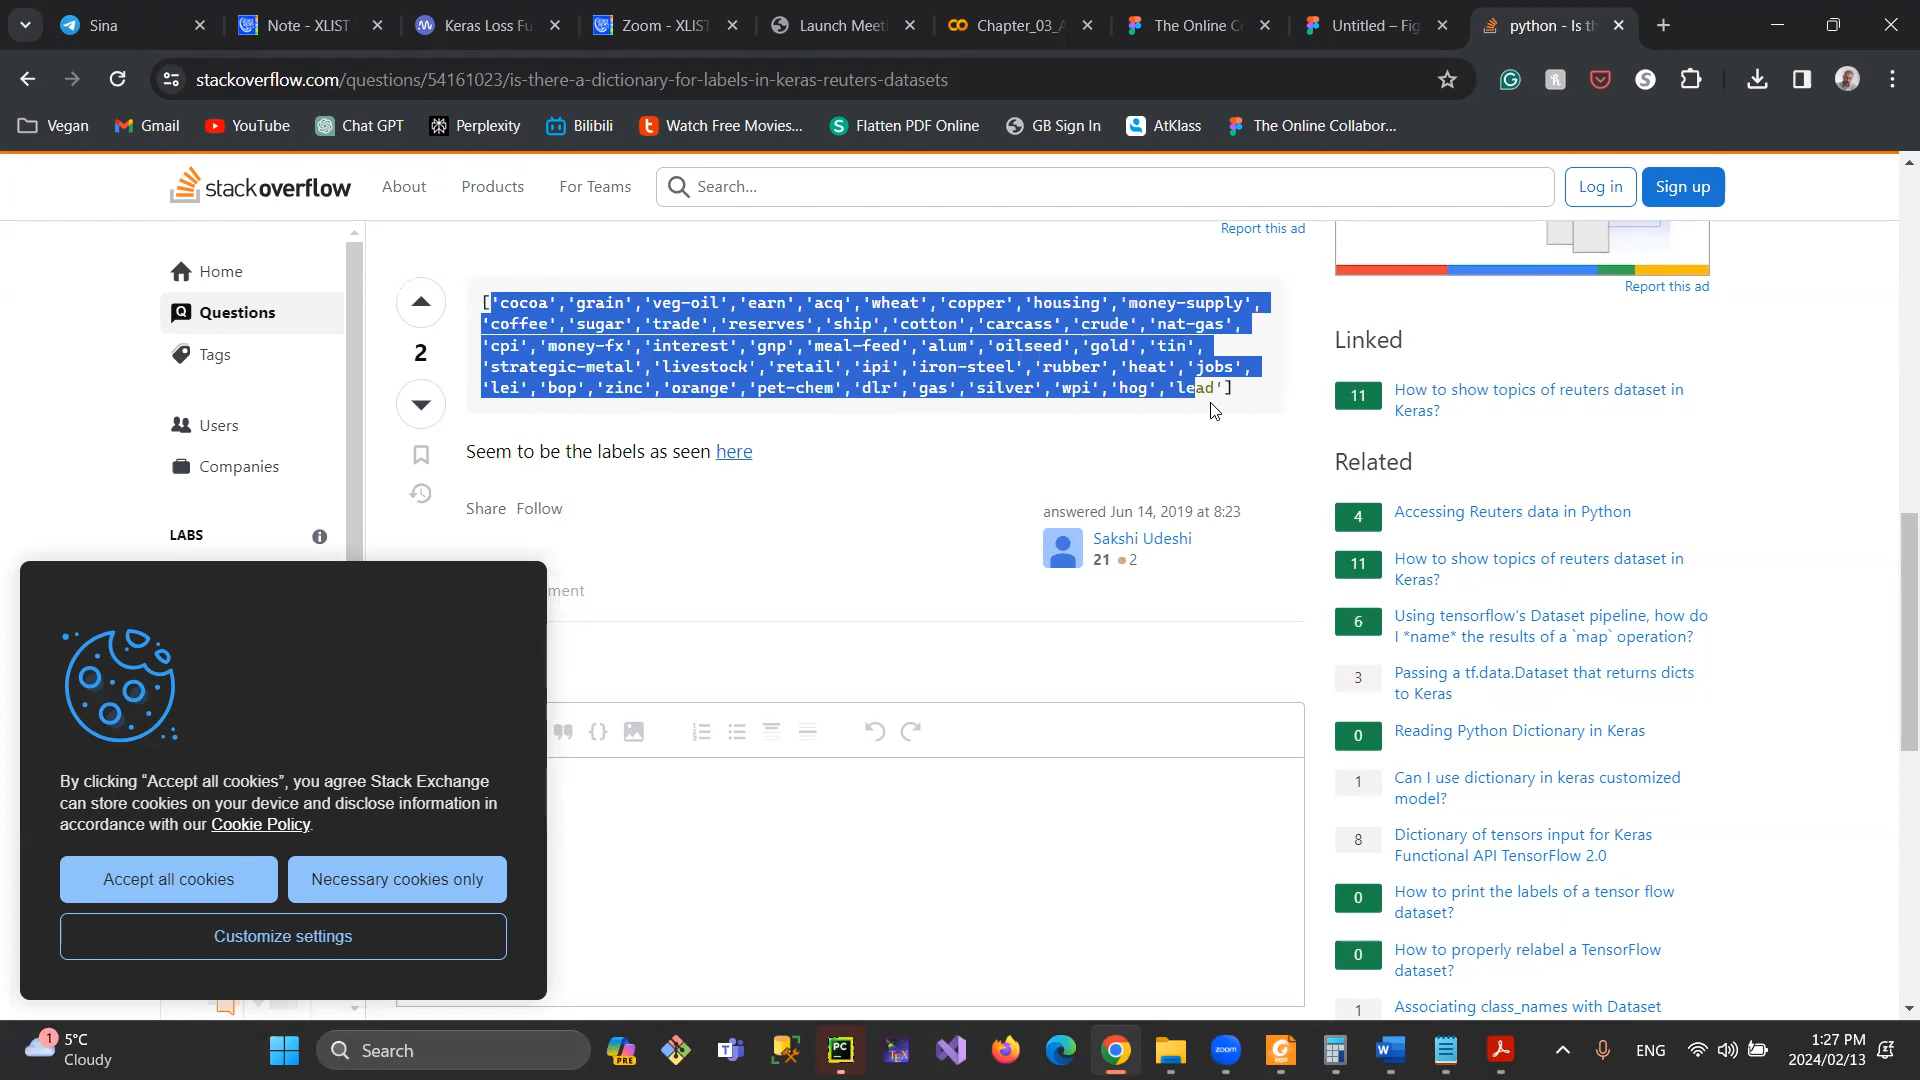 Sina
Note - XLIST
Keras Loss Fu
Zoom - XLIST
Launch Meeti
Chapter_03_A
The Online C
Untitled – Fig
python - Is th
stackoverflow.com/questions/54161023/is-there-a-dictionary-for-labels-in-keras-reuters-datasets
Vegan
Gmail
YouTube
Chat GPT
Perplexity
Bilibili
Watch Free Movies...
Flatten PDF Online
GB Sign In
AtKlass
The Online Collabor...
stackoverflow
About
Products
For Teams
Search...
Log in
Sign up
Home
Questions
Tags
Users
Companies
LABS
Report this ad
2
['cocoa','grain','veg-oil','earn','acq','wheat','copper','housing','money-supply',
'coffee','sugar','trade','reserves','ship','cotton','carcass','crude','nat-gas',
'cpi','money-fx','interest','gnp','meal-feed','alum','oilseed','gold','tin',
'strategic-metal','livestock','retail','ipi','iron-steel','rubber','heat','jobs',
'lei','bop','zinc','orange','pet-chem','dlr','gas','silver','wpi','hog','lead']
Seem to be the labels as seen here
Share Follow
answered Jun 14, 2019 at 8:23
Sakshi Udeshi
21 2
ment
Report this ad
Linked
11 How to show topics of reuters dataset in
Keras?
Related
4 Accessing Reuters data in Python
11 How to show topics of reuters dataset in
Keras?
6 Using tensorflow's Dataset pipeline, how do
I *name* the results of a `map` operation?
3 Passing a tf.data.Dataset that returns dicts
to Keras
0 Reading Python Dictionary in Keras
1 Can I use dictionary in keras customized
model?
8 Dictionary of tensors input for Keras
Functional API TensorFlow 2.0
0 How to print the labels of a tensor flow
dataset?
0 How to properly relabel a TensorFlow
dataset?
1 Associating class_names with Dataset
By clicking “Accept all cookies”, you agree Stack Exchange
can store cookies on your device and disclose information in
accordance with our Cookie Policy.
Accept all cookies
Necessary cookies only
Customize settings
1
5°C
Cloudy
Search
PRE
PC
TEX
zoom
ENG
1:27 PM
2024/02/13